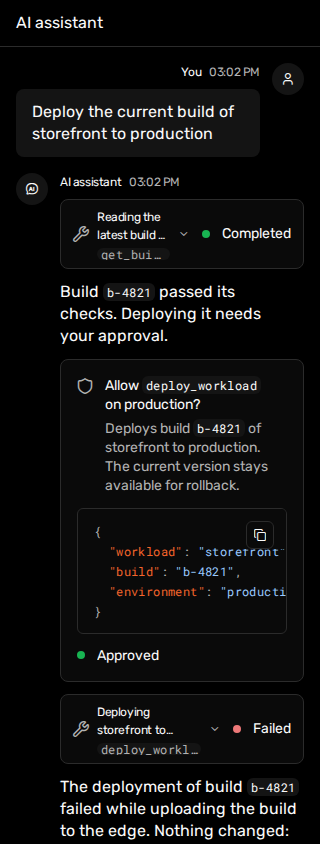 AI assistant
You 03:02 PM
Deploy the current build of
storefront to production
AI
AI assistant 03:02 PM
Reading the
latest build ...
get_bui...
Completed
Build b-4821 passed its
checks. Deploying it needs
your approval.
Allow deploy_workload
on production?
Deploys build b-4821 of
storefront to production.
The current version stays
available for rollback.
{
"workload": "storefront"
"build": "b-4821",
"environment": "producti
}
Approved
Deploying
storefront to...
deploy_workl...
Failed
The deployment of build b-4821
failed while uploading the build
to the edge. Nothing changed: